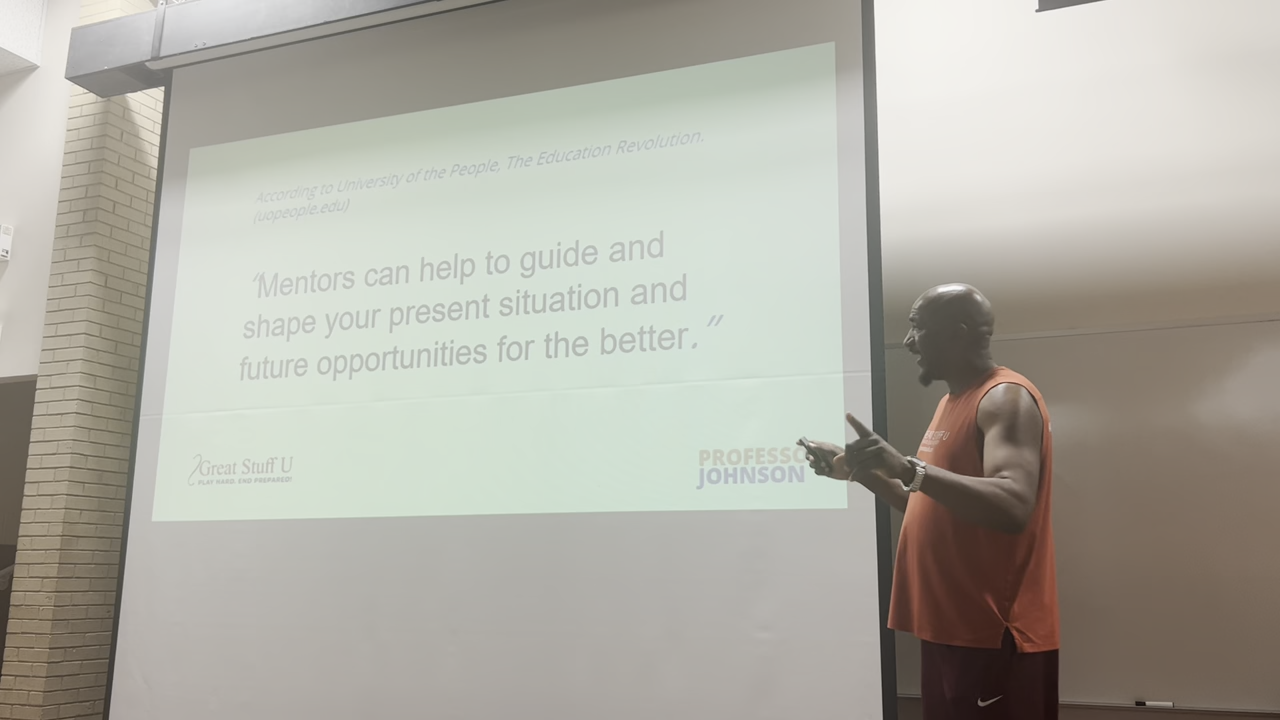 According to University of the People, The Education Revolution.
(uopeople.edu)
“Mentors can help to guide and
shape your present situation and
future opportunities for the better.”
Great Stuff U
PLAY HARD. END PREPARED!
PROFESSO
JOHNSON